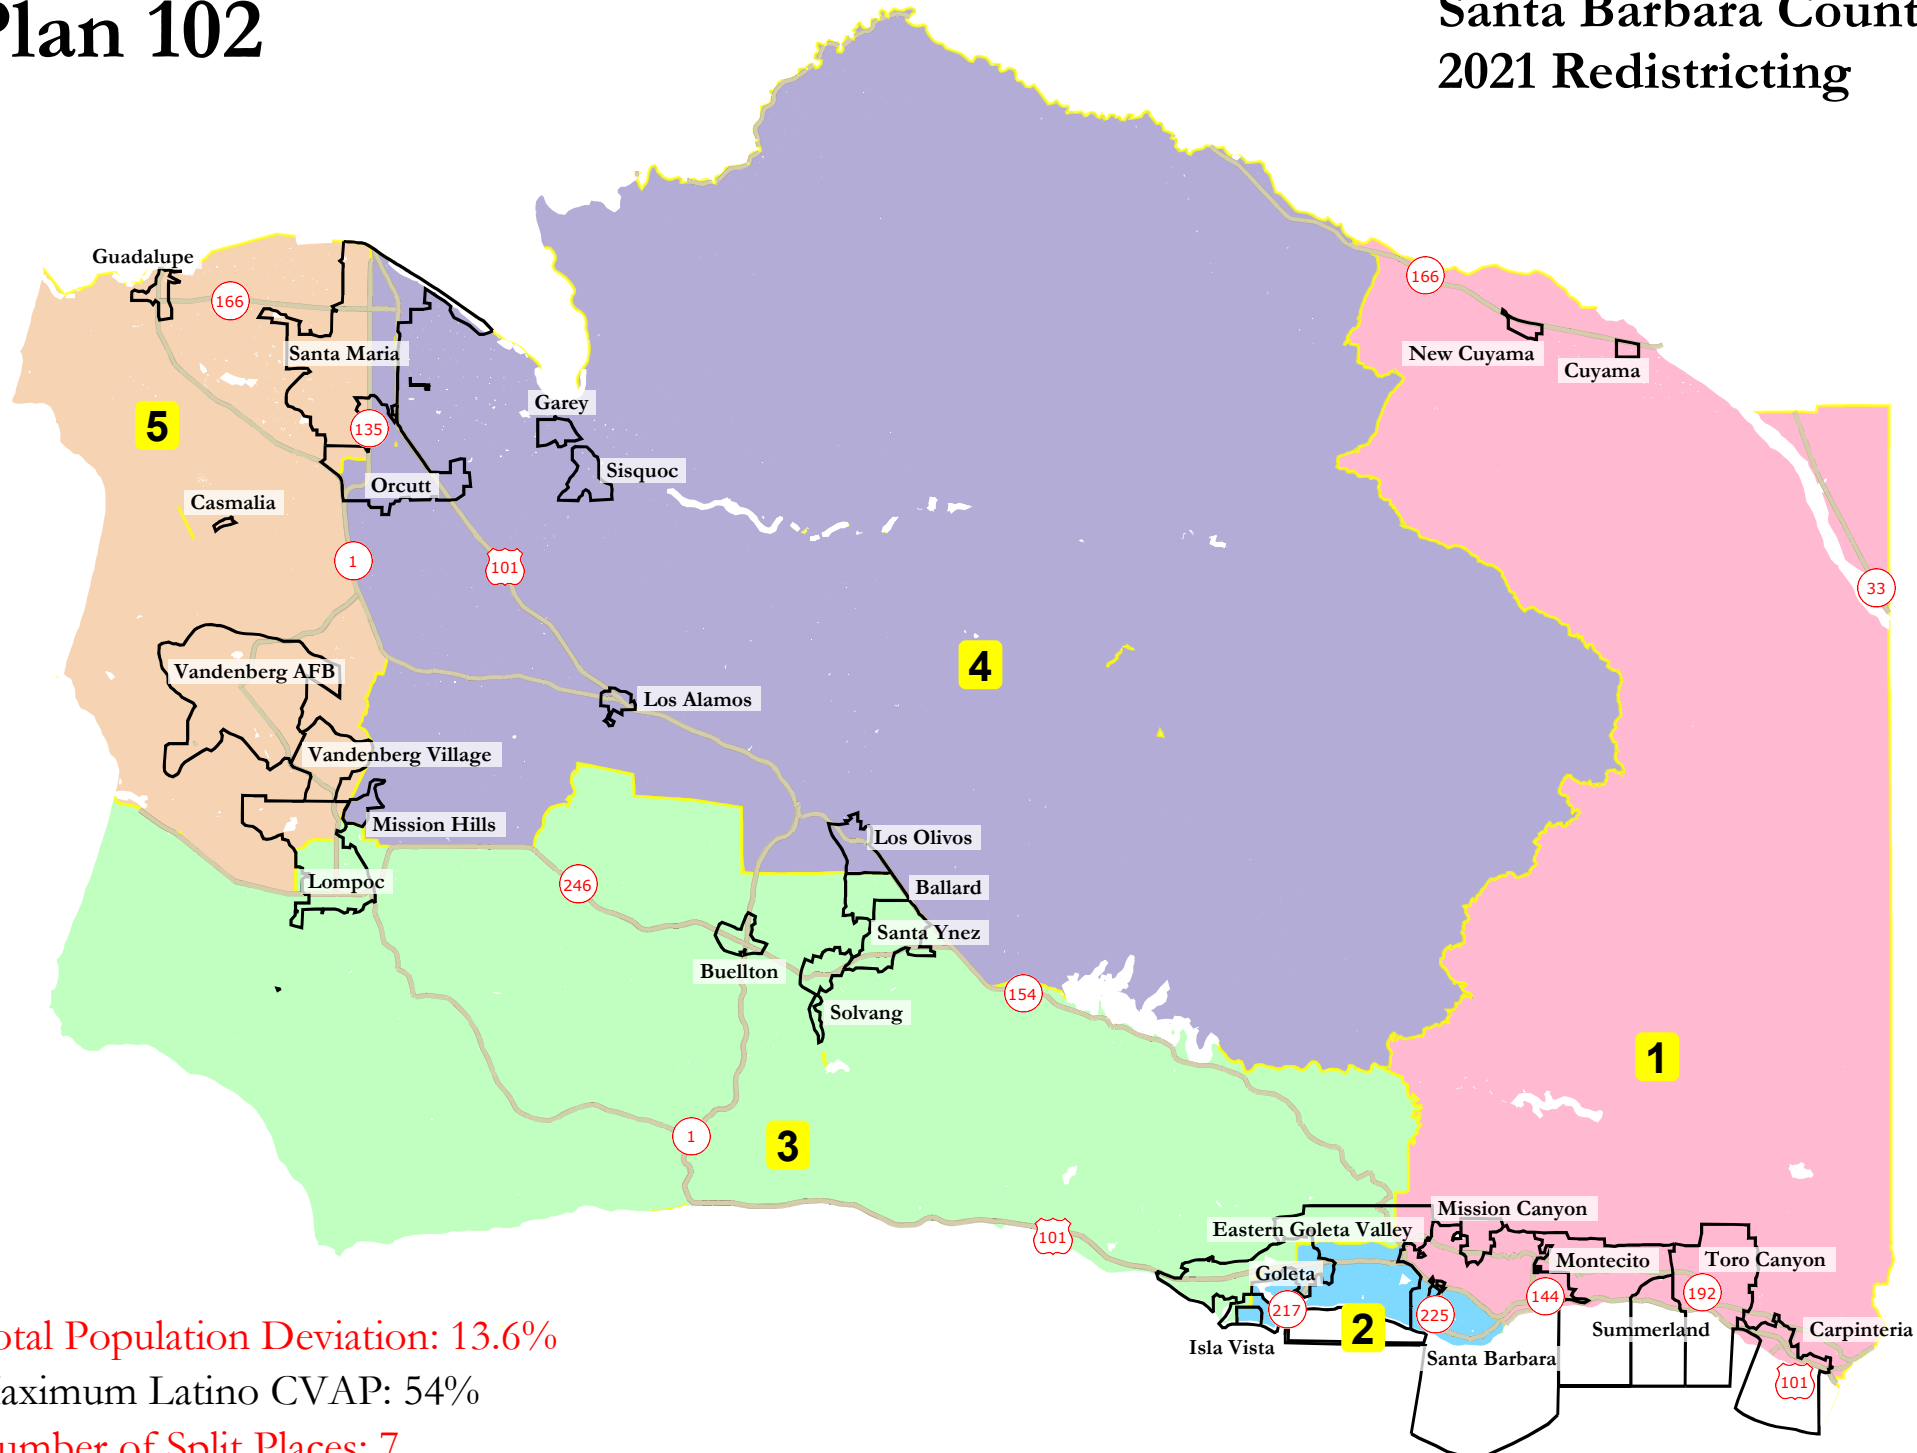 Plan 102
Santa Barbara Count
2021 Redistricting
Guadalupe
166
166
Santa Maria
New Cuyama
Cuyama
Garey
5
135
Sisquoc
Orcutt
Casmalia
1
101
33
4
Vandenberg AFB
Los Alamos
Vandenberg Village
Mission Hills
Los Olivos
Lompoc
246
Ballard
Santa Ynez
Buellton
154
Solvang
1
1
3
Mission Canyon
101
Eastern Goleta Valley
Goleta
Montecito
Toro Canyon
217
2
225
144
192
Isla Vista
Summerland
Carpinteria
Santa Barbara
101
otal Population Deviation: 13.6%
aximum Latino CVAP: 54%
umber of Split Places: 7